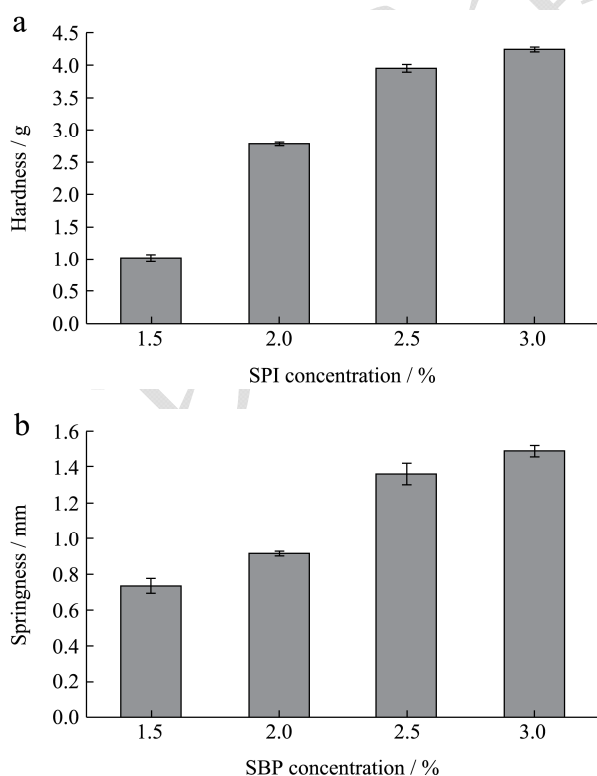 a
4.5
4.0
3.5
3.0
2.5
2.0
1.5
1.0
0.5
0.0
Hardness / g
1.5 2.0 2.5 3.0
SPI concentration / %
b
1.6
1.4
1.2
1.0
0.8
0.6
0.4
0.2
0.0
Springness / mm
1.5 2.0 2.5 3.0
SBP concentration / %